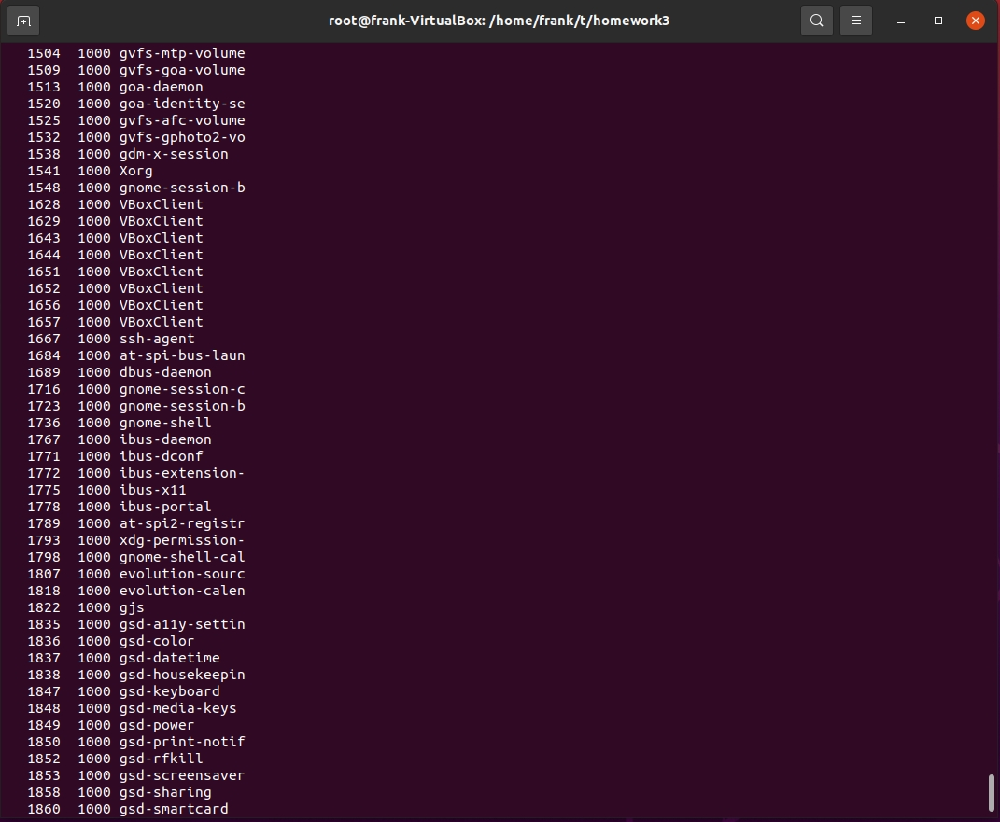 root@frank-VirtualBox: /home/frank/t/homework3
1504 1000 gvfs-mtp-volume
1509 1000 gvfs-goa-volume
1513 1000 goa-daemon
1520 1000 goa-identity-se
1525 1000 gvfs-afc-volume
1532 1000 gvfs-gphoto2-vo
1538 1000 gdm-x-session
1541 1000 Xorg
1548 1000 gnome-session-b
1628 1000 VBoxClient
1629 1000 VBoxClient
1643 1000 VBoxClient
1644 1000 VBoxClient
1651 1000 VBoxClient
1652 1000 VBoxClient
1656 1000 VBoxClient
1657 1000 VBoxClient
1667 1000 ssh-agent
1684 1000 at-spi-bus-laun
1689 1000 dbus-daemon
1716 1000 gnome-session-c
1723 1000 gnome-session-b
1736 1000 gnome-shell
1767 1000 ibus-daemon
1771 1000 ibus-dconf
1772 1000 ibus-extension-
1775 1000 ibus-x11
1778 1000 ibus-portal
1789 1000 at-spi2-registr
1793 1000 xdg-permission-
1798 1000 gnome-shell-cal
1807 1000 evolution-sourc
1818 1000 evolution-calen
1822 1000 gjs
1835 1000 gsd-a11y-settin
1836 1000 gsd-color
1837 1000 gsd-datetime
1838 1000 gsd-housekeepin
1847 1000 gsd-keyboard
1848 1000 gsd-media-keys
1849 1000 gsd-power
1850 1000 gsd-print-notif
1852 1000 gsd-rfkill
1853 1000 gsd-screensaver
1858 1000 gsd-sharing
1860 1000 gsd-smartcard